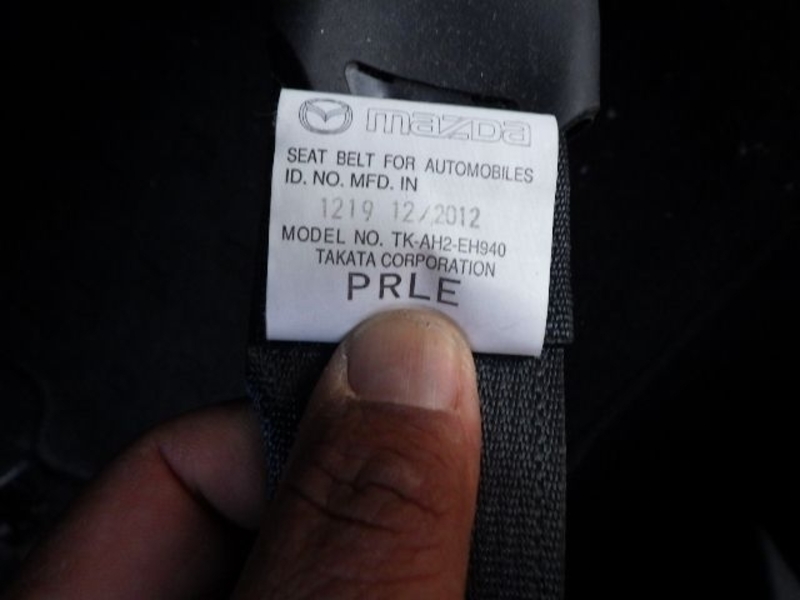 mazda
SEAT BELT FOR AUTOMOBILES
ID. NO. MFD. IN
1219 12/2012
MODEL NO. TK-AH2-EH940
TAKATA CORPORATION
PRLE